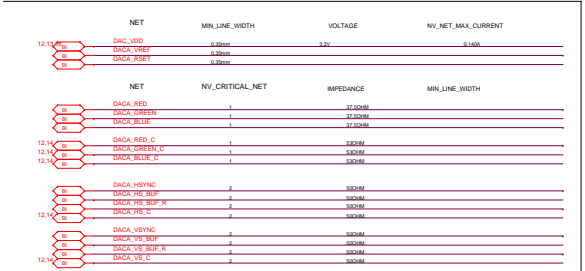 NET MIN_LINE_WIDTH VOLTAGE NV_NET_MAX_CURRENT
BI DAC_VDD 0.35mm 3.3V 0.140A
BI DACA_VREF 0.35mm
BI DACA_RSET 0.35mm
NET NV_CRITICAL_NET IMPEDANCE MIN_LINE_WIDTH
BI DACA_RED 1 37.5OHM
BI DACA_GREEN 1 37.5OHM
BI DACA_BLUE 1 37.5OHM
12,14 BI DACA_RED_C 1 53OHM
12,14 BI DACA_GREEN_C 1 53OHM
12,14 BI DACA_BLUE_C 1 53OHM
BI DACA_HSYNC 2 50OHM
BI DACA_HS_BUF 2 50OHM
BI DACA_HS_BUF_R 2 50OHM
12,14 BI DACA_HS_C 2 50OHM
BI DACA_VSYNC 2 50OHM
BI DACA_VS_BUF 2 50OHM
BI DACA_VS_BUF_R 2 50OHM
12,14 BI DACA_VS_C 2 50OHM